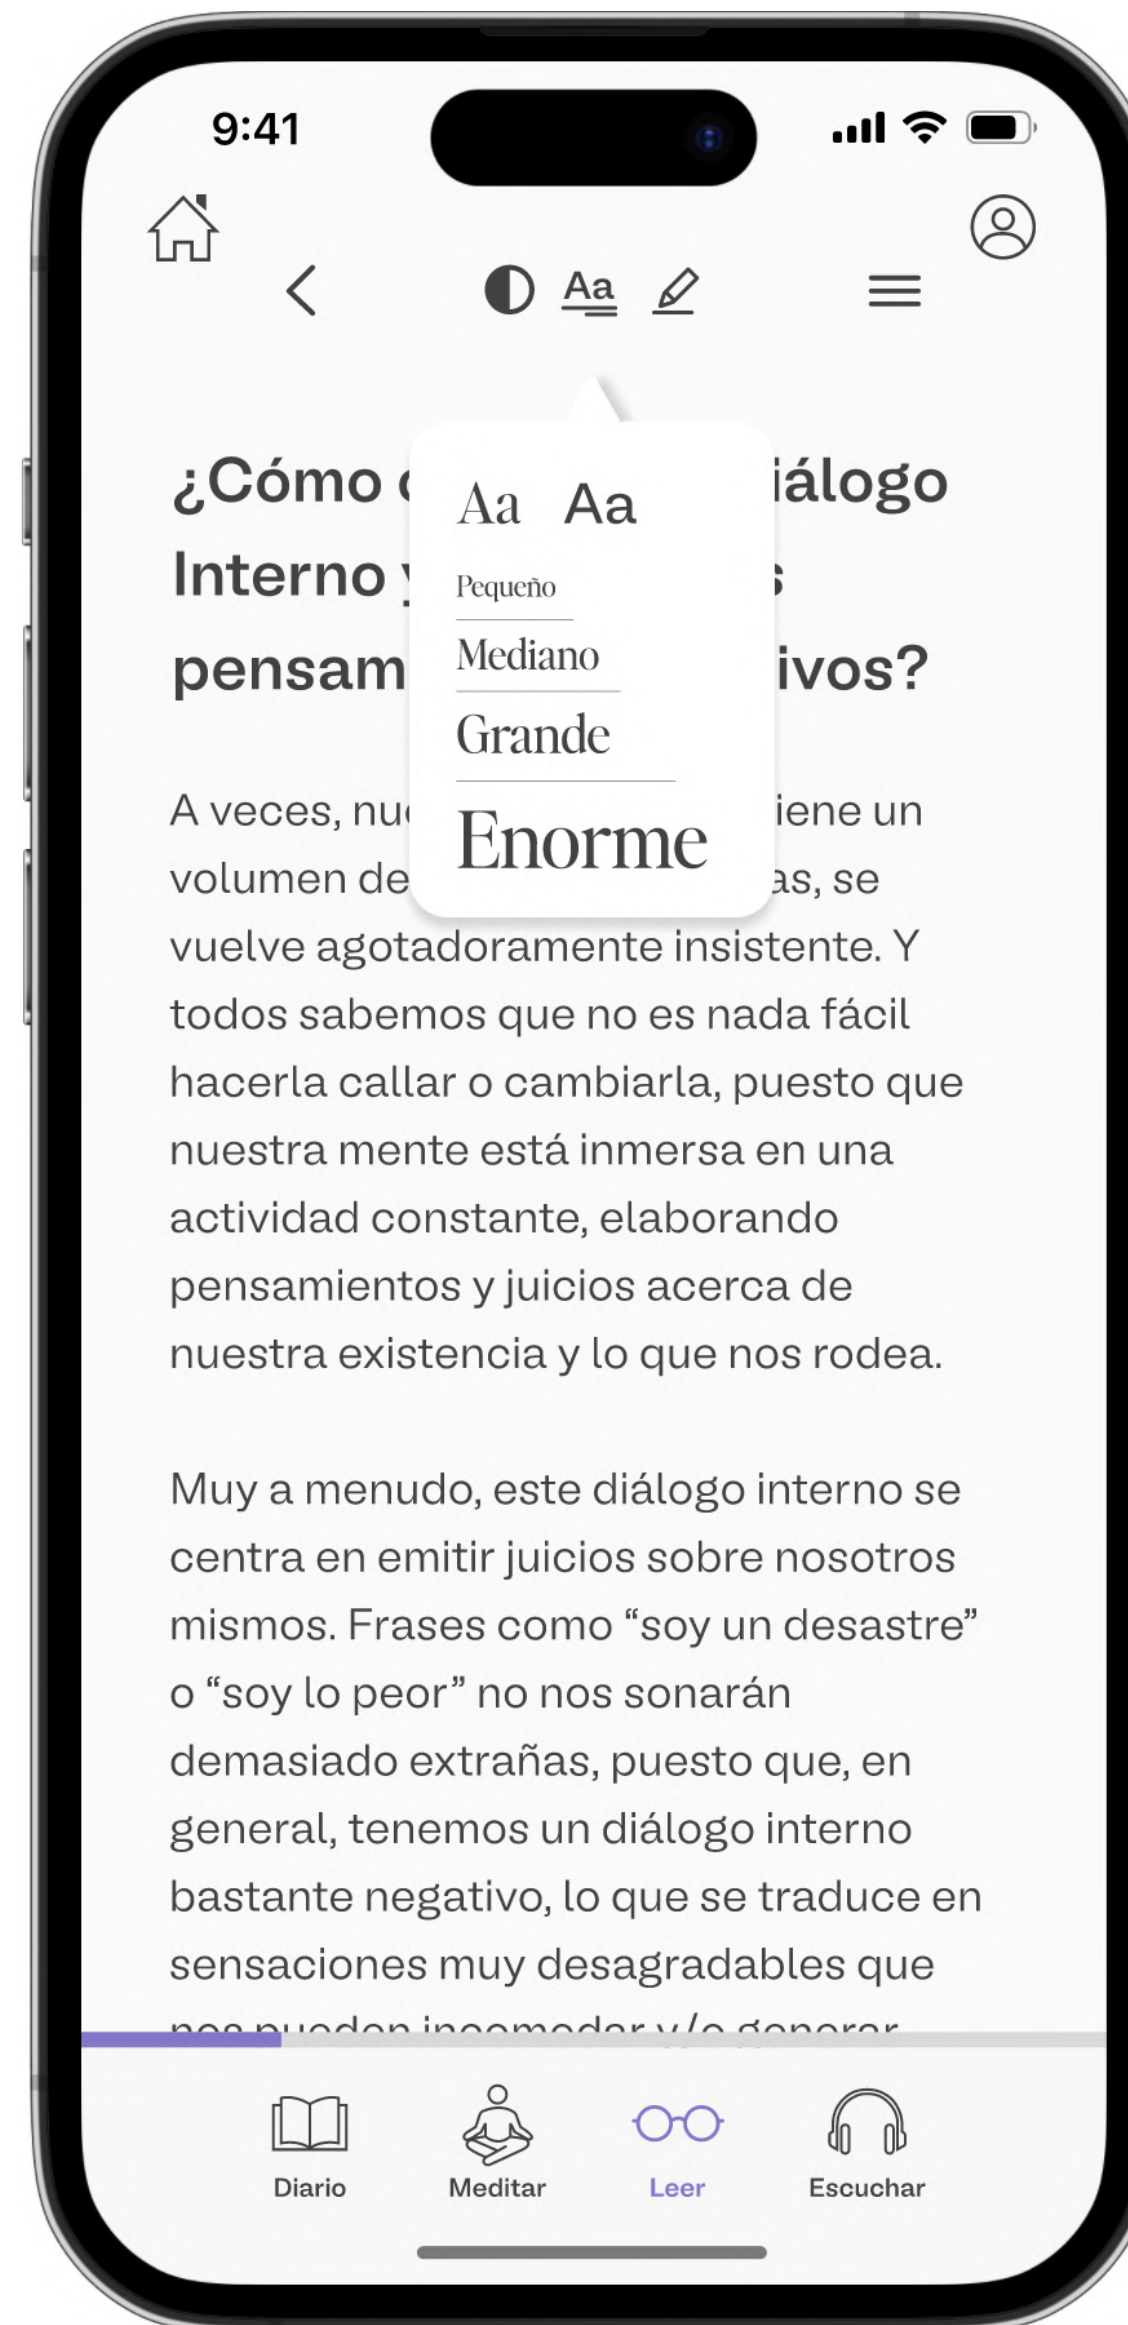 9:41
Aa
¿Cómo iálogo
Interno
pensam ivos?
Aa Aa
Pequeño
Mediano
Grande
Enorme
A veces, iene un
volumen de as, se
vuelve agotadoramente insistente. Y
todos sabemos que no es nada fácil
hacerla callar o cambiarla, puesto que
nuestra mente está inmersa en una
actividad constante, elaborando
pensamientos y juicios acerca de
nuestra existencia y lo que nos rodea.
Muy a menudo, este diálogo interno se
centra en emitir juicios sobre nosotros
mismos. Frases como “soy un desastre”
o “soy lo peor” no nos sonarán
demasiado extrañas, puesto que, en
general, tenemos un diálogo interno
bastante negativo, lo que se traduce en
sensaciones muy desagradables que
nos pueden incomodar y/o generar
Diario
Meditar
Leer
Escuchar